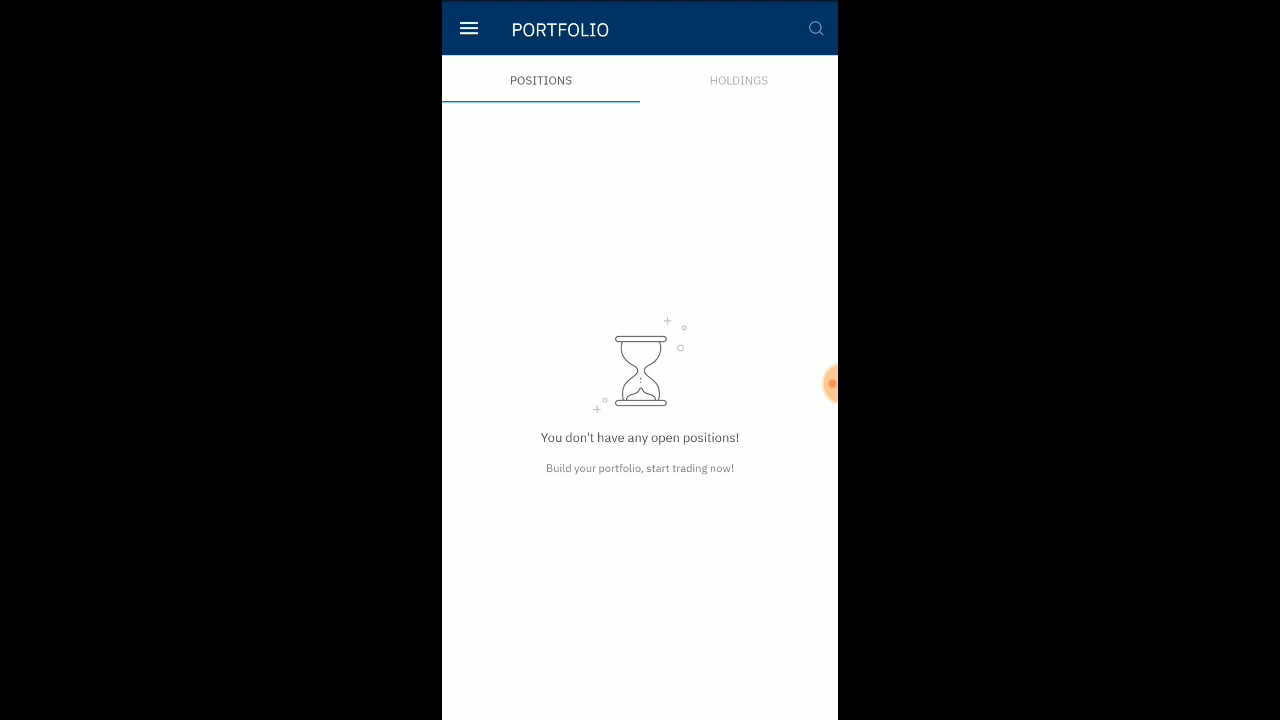 PORTFOLIO
POSITIONS
HOLDINGS
You don't have any open positions!
Build your portfolio, start trading now!